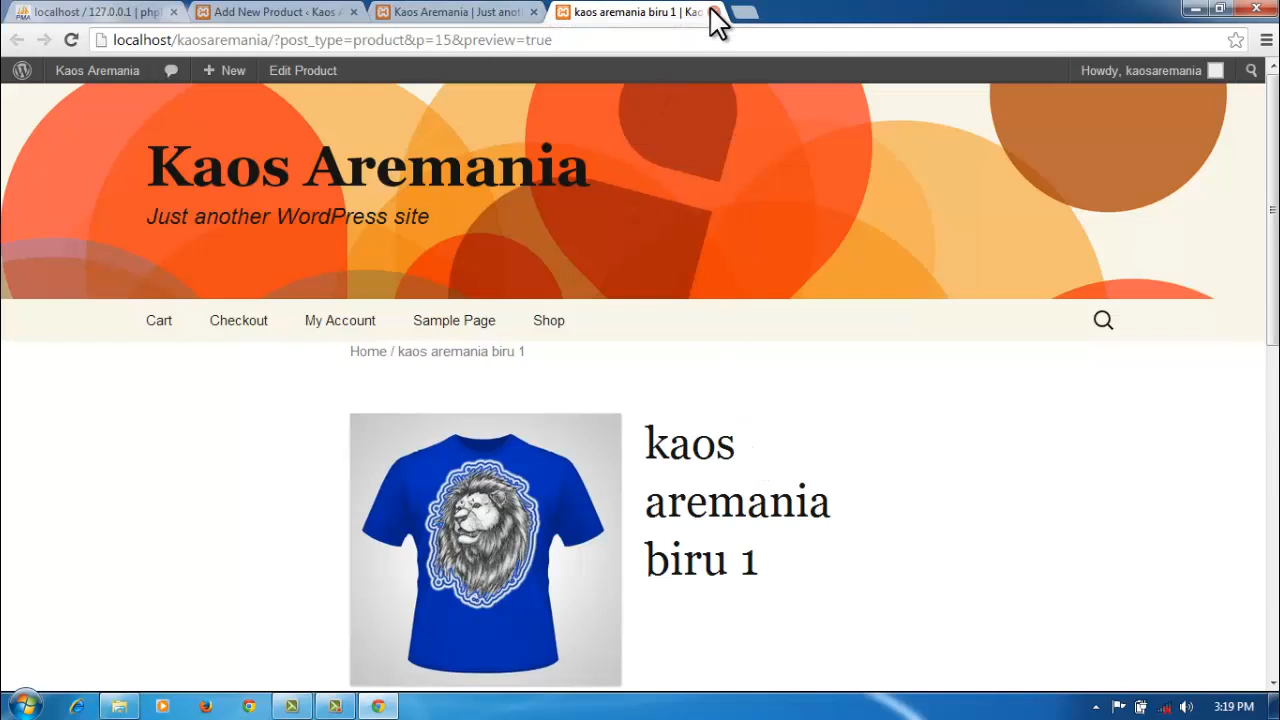 localhost / 127.0.0.1 | php
Add New Product ‹ Kaos A
Kaos Aremania | Just anot
kaos aremania biru 1 | Kao
localhost/kaosaremania/?post_type=product&p=15&preview=true
Kaos Aremania
New
Edit Product
Howdy, kaosaremania
Kaos Aremania
Just another WordPress site
Cart
Checkout
My Account
Sample Page
Shop
Home / kaos aremania biru 1
kaos
aremania
biru 1
3:19 PM